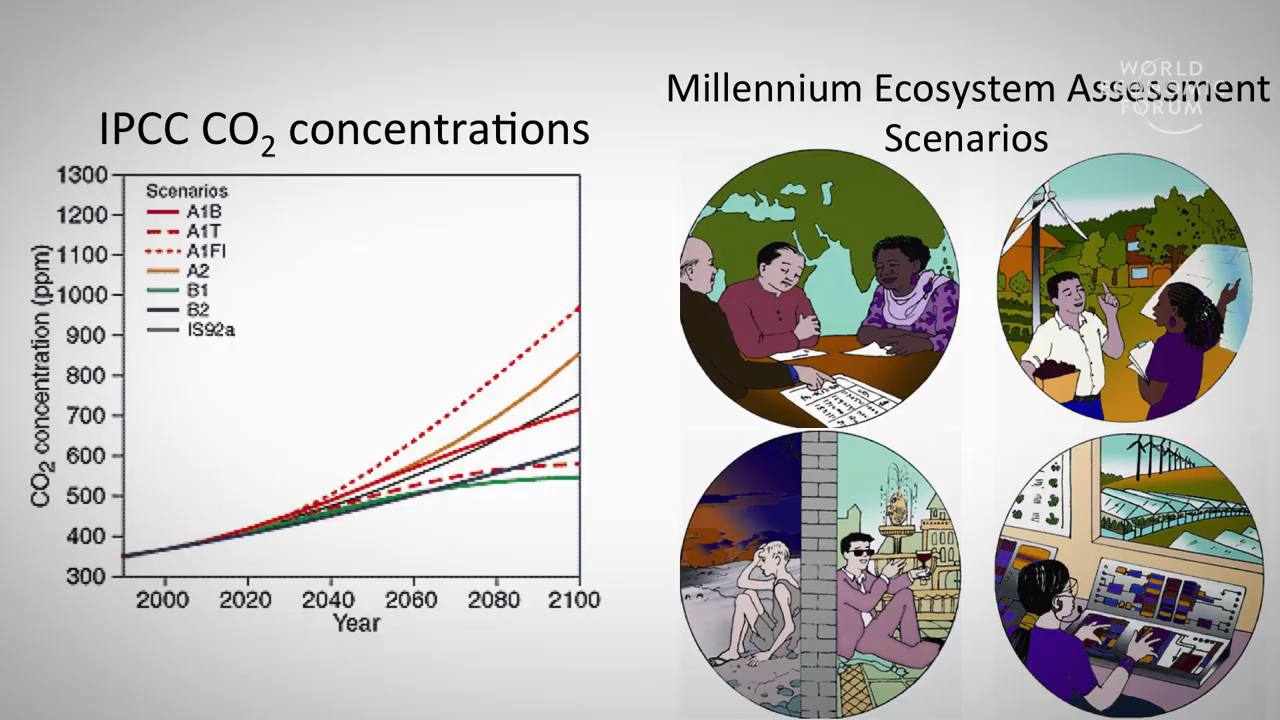 IPCC CO₂ concentrations
1300
1200
1100
1000
900
800
700
600
500
400
300
CO₂ concentration (ppm)
Scenarios
A1B
A1T
A1FI
A2
B1
B2
IS92a
2000 2020 2040 2060 2080 2100
Year
Millennium Ecosystem Assessment
Scenarios
WORLD
ECONOMIC
FORUM